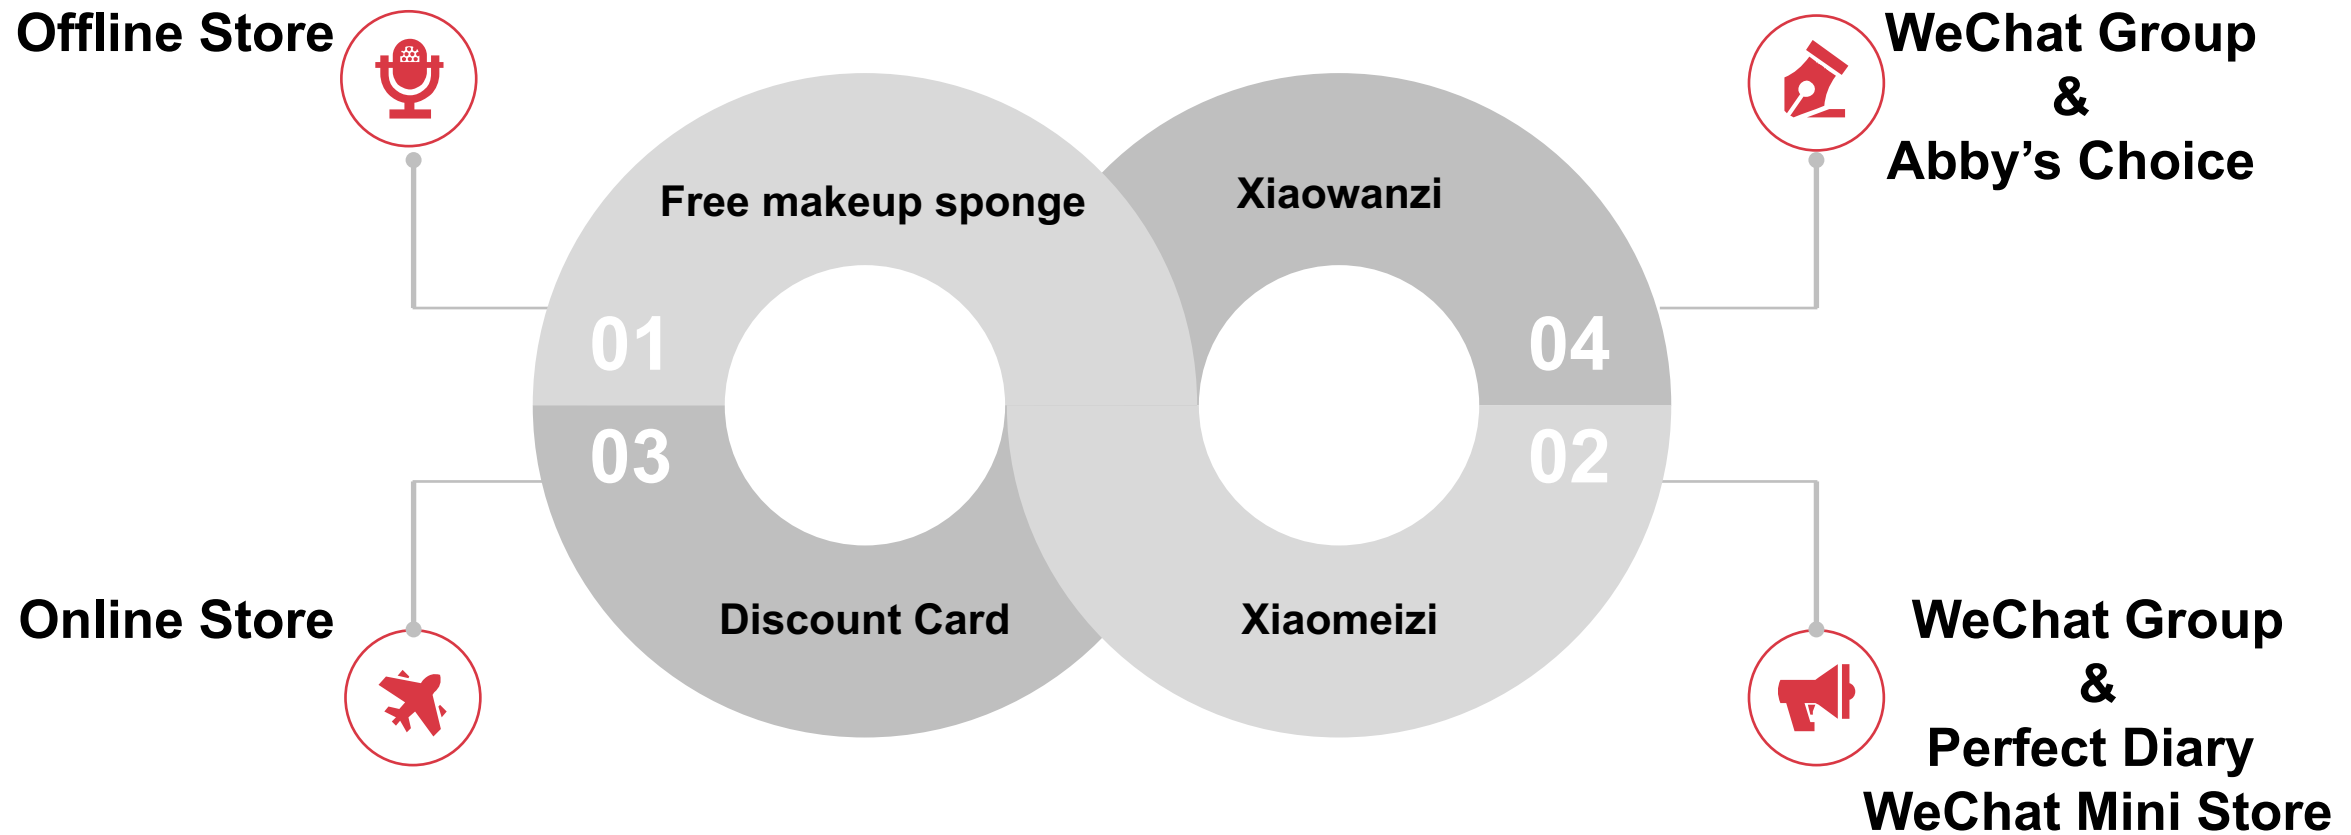 Offline Store
WeChat Group
&
Abby’s Choice
Free makeup sponge
Xiaowanzi
01
04
03
02
Discount Card
Xiaomeizi
Online Store
WeChat Group
&
Perfect Diary
WeChat Mini Store